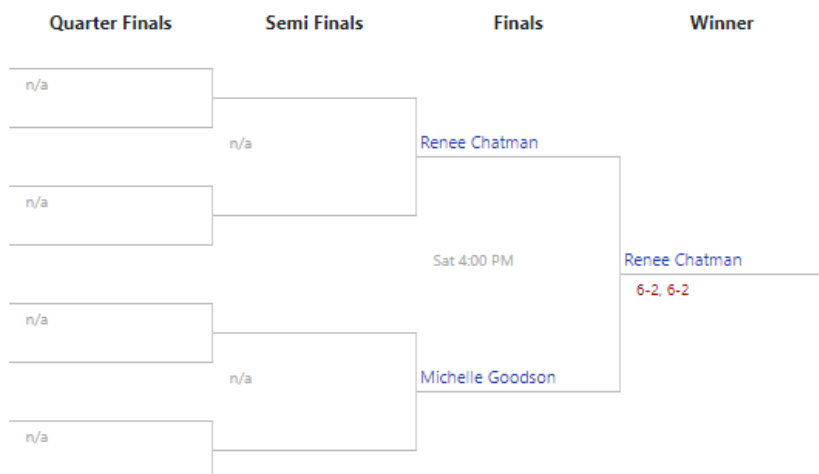 Quarter Finals Semi Finals Finals Winner
n/a
n/a
Renee Chatman
n/a
Sat 4:00 PM
Renee Chatman
6-2, 6-2
n/a
n/a
Michelle Goodson
n/a